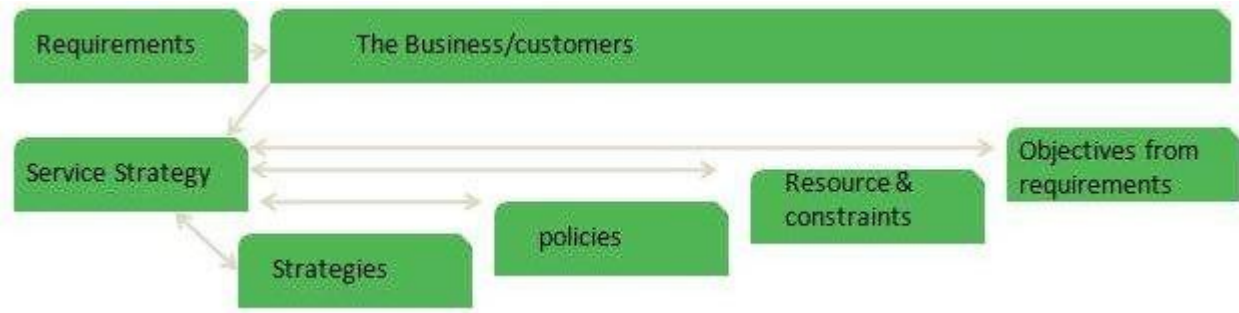 Requirements
The Business/customers
Service Strategy
Objectives from
requirements
Resource &
constraints
policies
Strategies